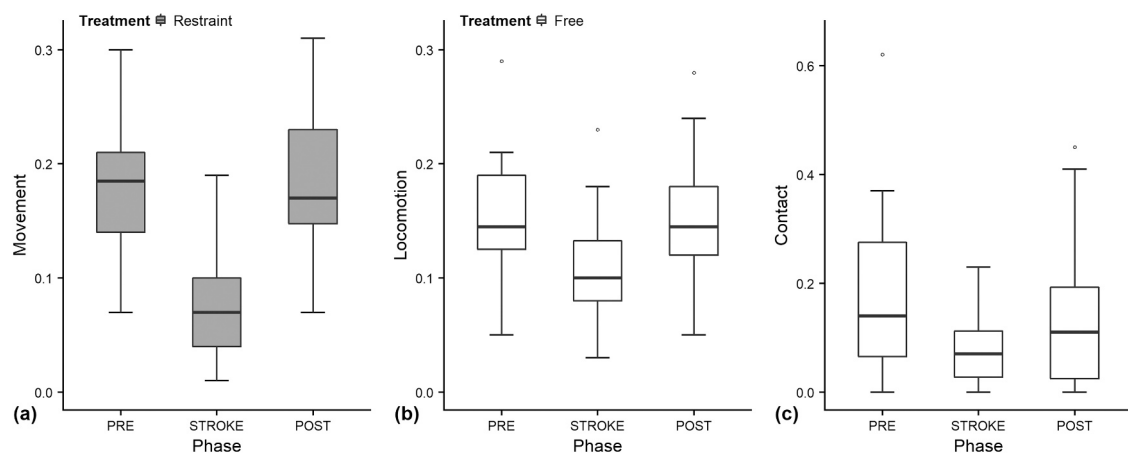 Treatment Restraint
0.3
0.2
0.1
0.0
Movement
(a)
PRE STROKE POST
Phase
Treatment Free
0.3
0.2
0.1
0.0
Locomotion
(b)
PRE STROKE POST
Phase
0.6
0.4
0.2
0.0
Contact
(c)
PRE STROKE POST
Phase